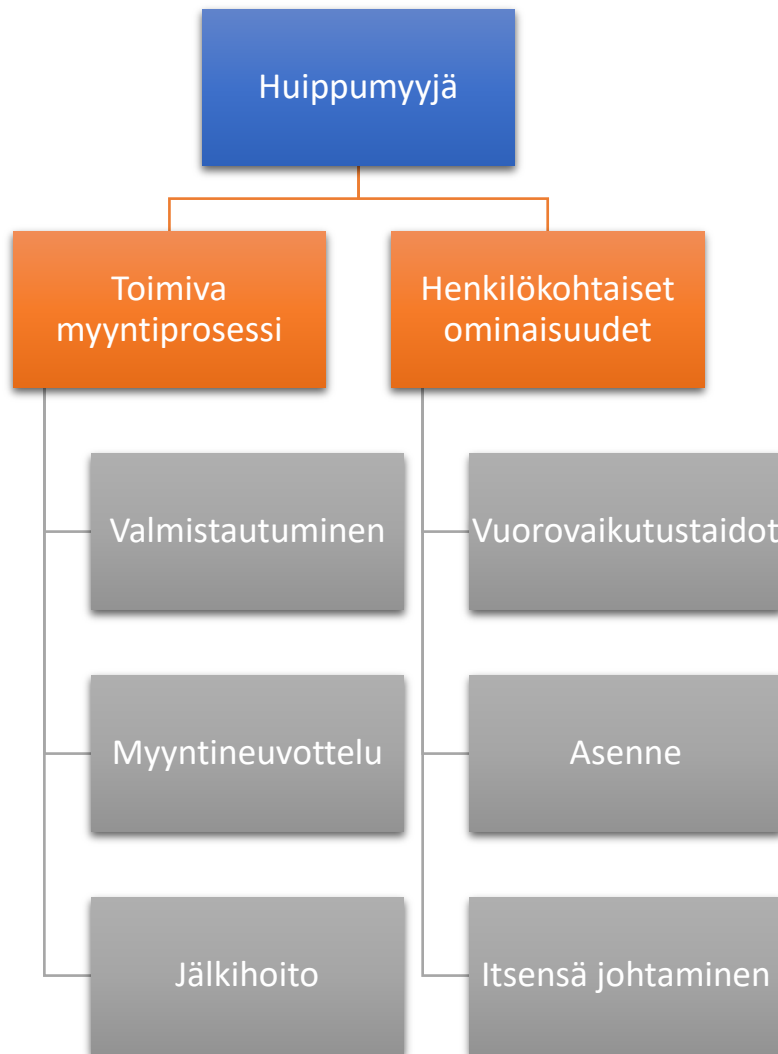 Huippumyyjä
Toimiva
myyntiprosessi
Henkilökohtaiset
ominaisuudet
Valmistautuminen
Vuorovaikutustaidot
Myyntineuvottelu
Asenne
Jälkihoito
Itsensä johtaminen